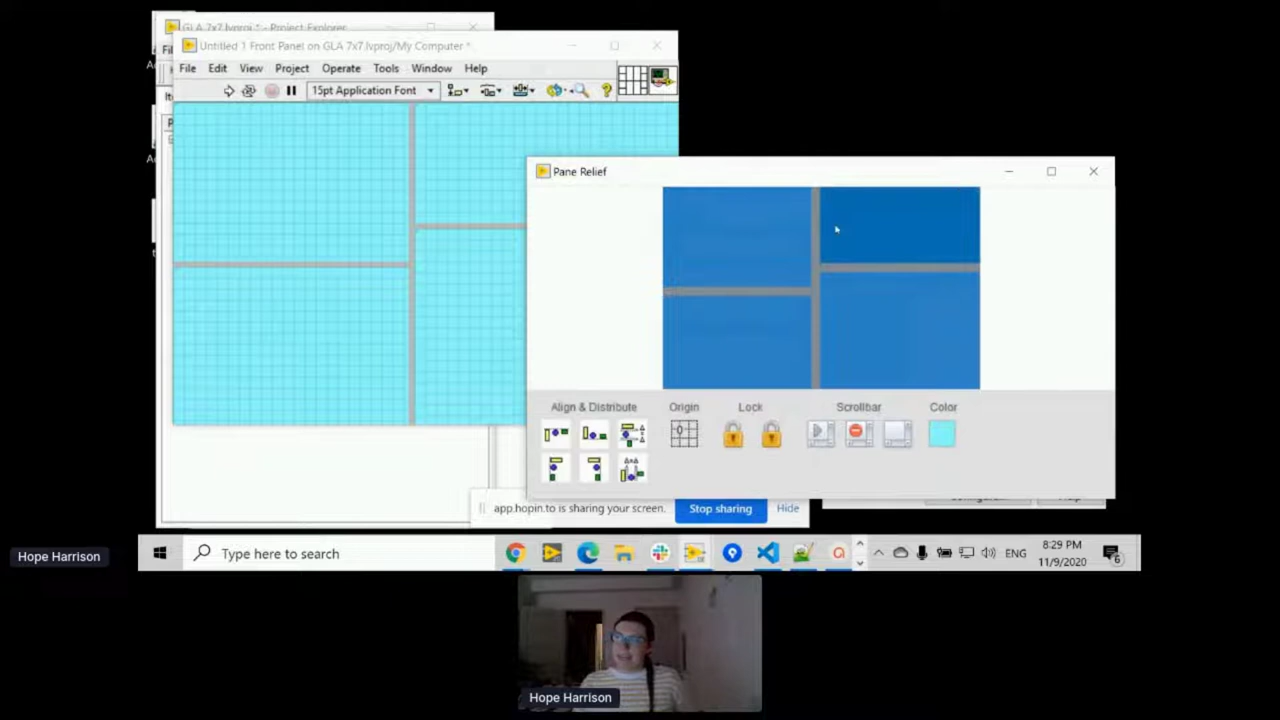 GLA 7x7.lvproj * - Project Explorer
Untitled 1 Front Panel on GLA 7x7.lvproj/My Computer *
File Edit View Project Operate Tools Window Help
15pt Application Font
Pane Relief
Align & Distribute Origin Lock Scrollbar Color
app.hopin.to is sharing your screen. Stop sharing Hide
Type here to search
ENG
8:29 PM
11/9/2020
6
Hope Harrison
Hope Harrison